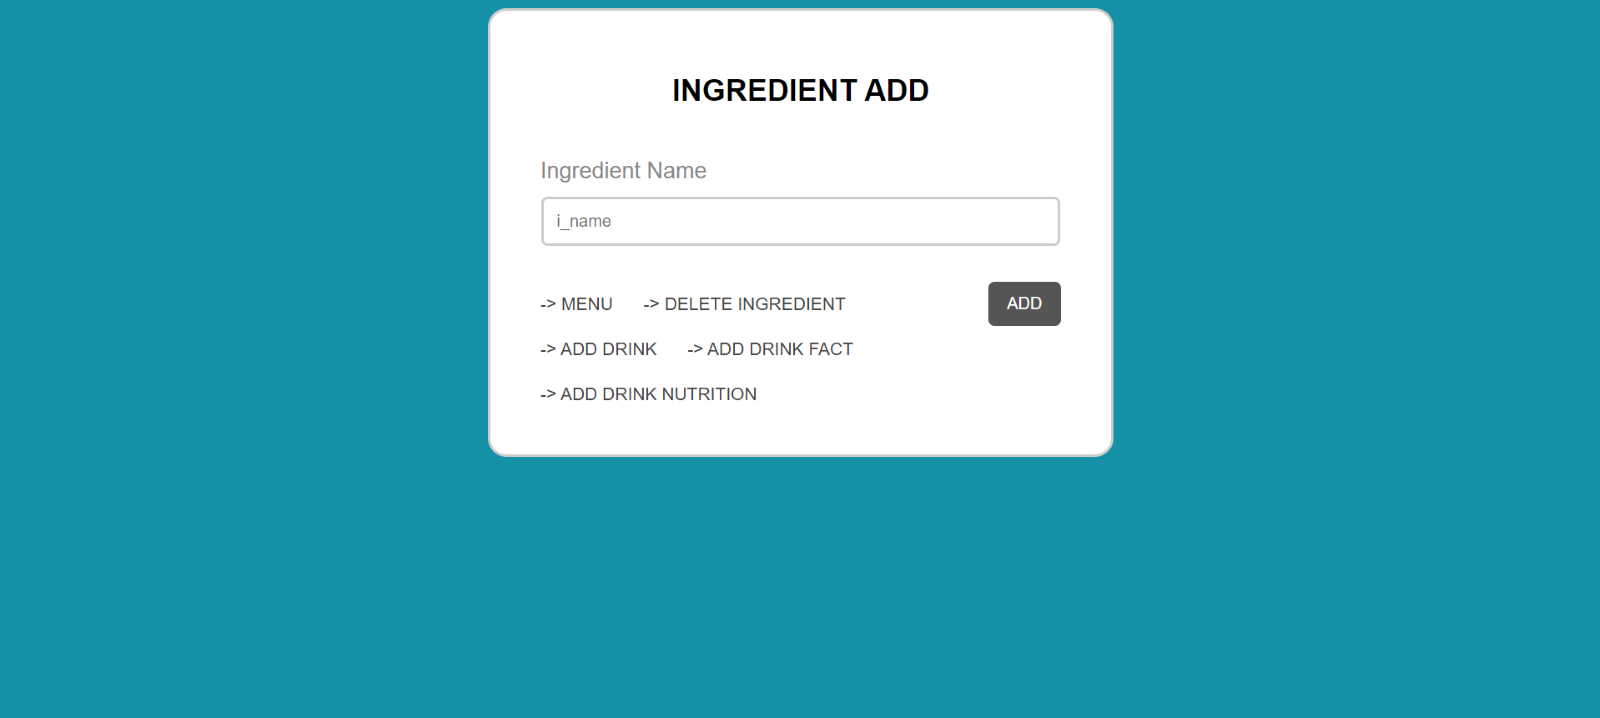 INGREDIENT ADD
Ingredient Name
i_name
-> MENU -> DELETE INGREDIENT ADD
-> ADD DRINK -> ADD DRINK FACT
-> ADD DRINK NUTRITION